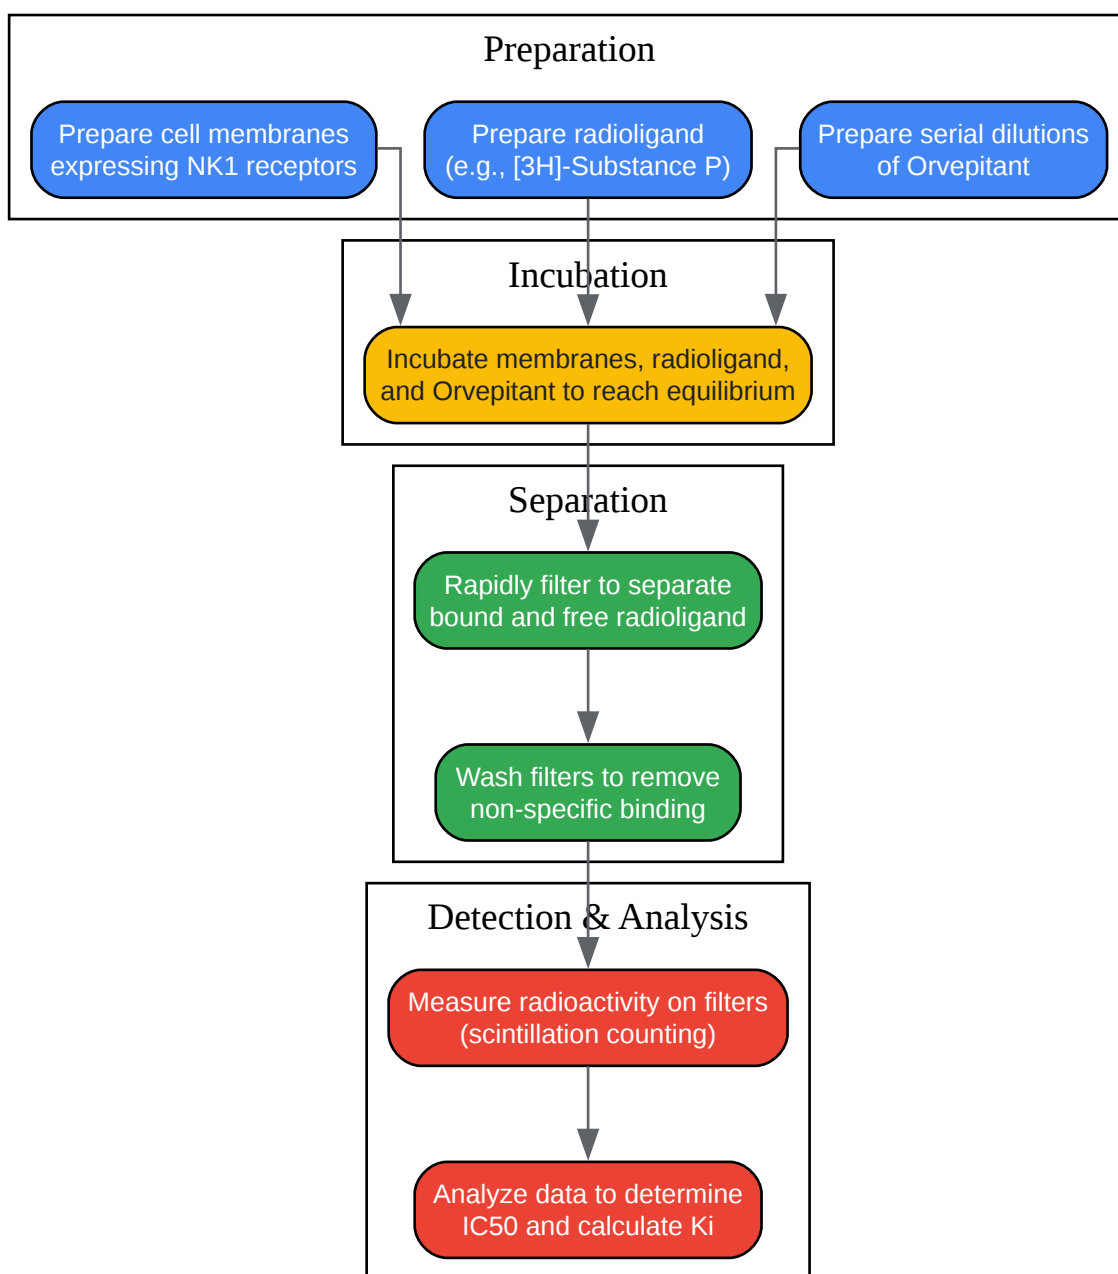 Preparation
Prepare cell membranes
expressing NK1 receptors
Prepare radioligand
(e.g., [3H]-Substance P)
Prepare serial dilutions
of Orvepitant
Incubation
Incubate membranes, radioligand,
and Orvepitant to reach equilibrium
Separation
Rapidly filter to separate
bound and free radioligand
Wash filters to remove
non-specific binding
Detection & Analysis
Measure radioactivity on filters
(scintillation counting)
Analyze data to determine
IC50 and calculate Ki